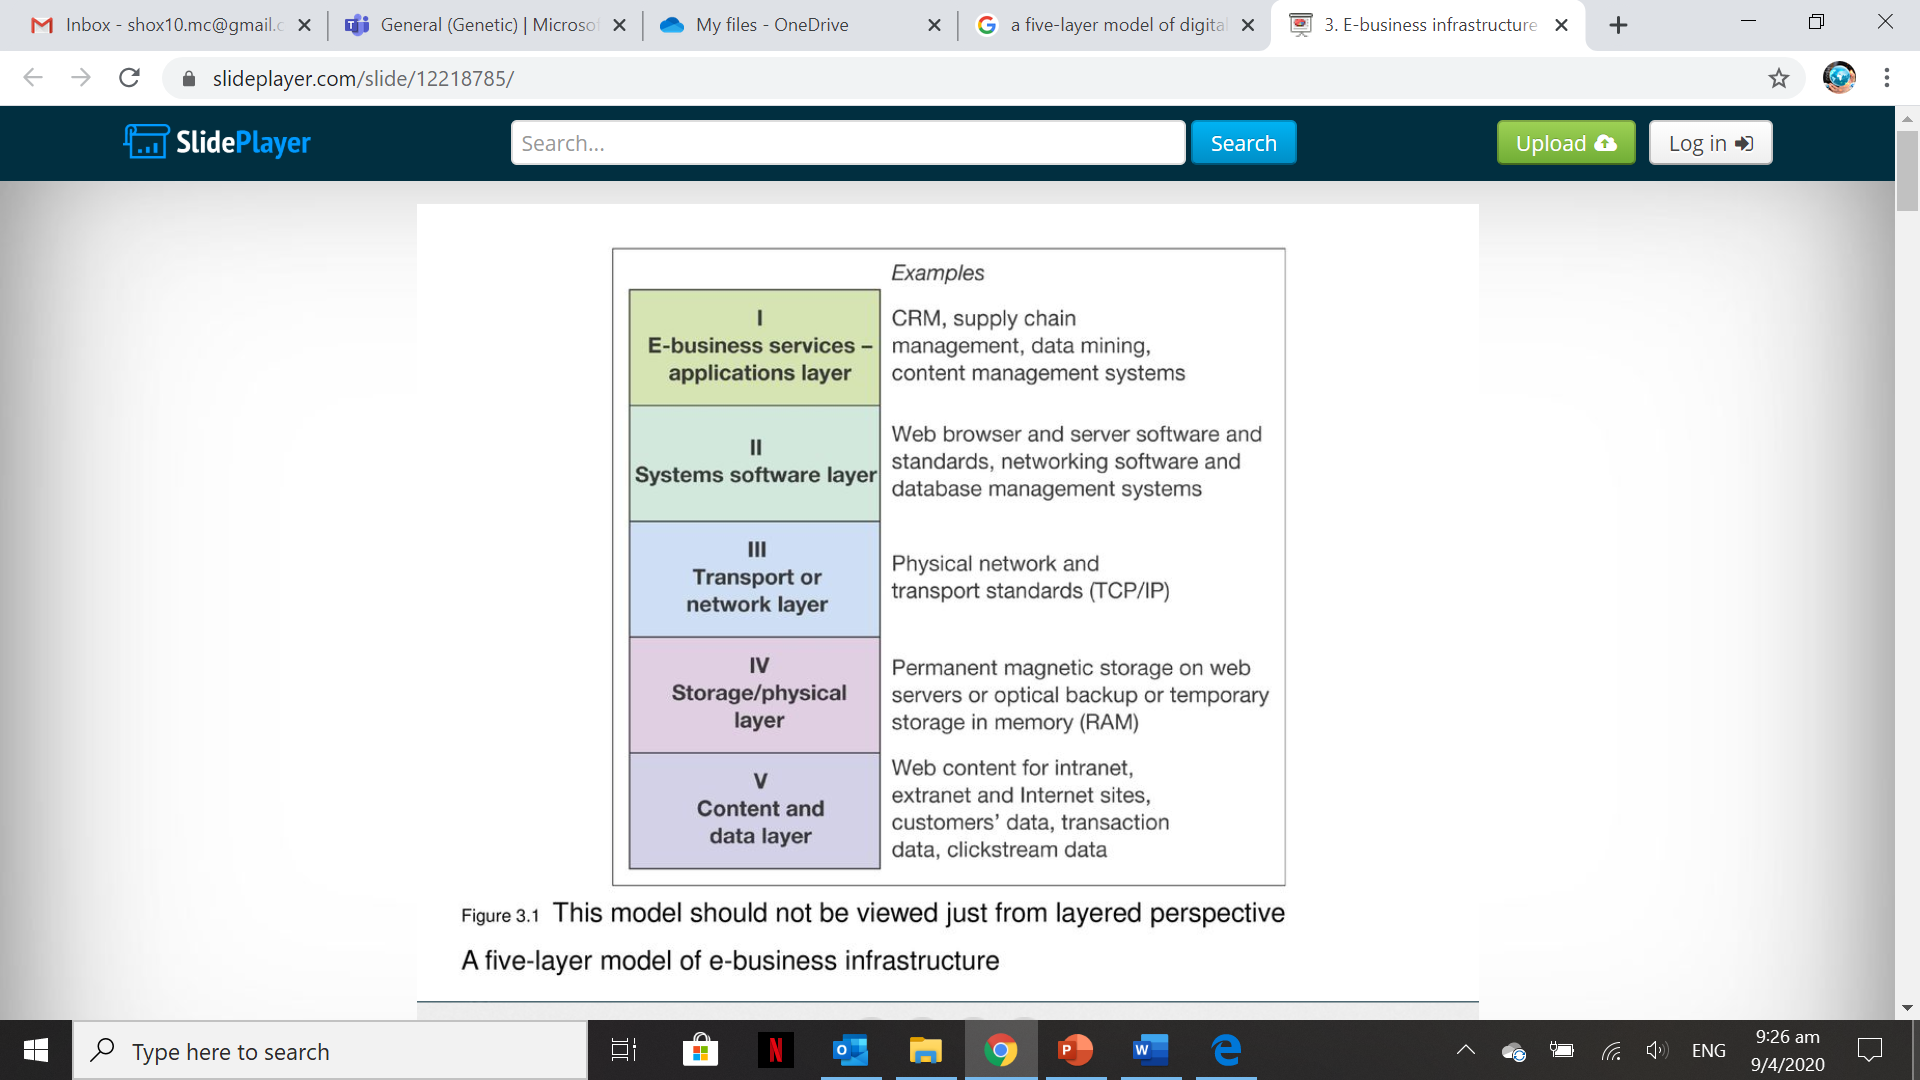 Inbox - shox10.mc@gmail.c
General (Genetic) | Microsof
My files - OneDrive
a five-layer model of digital
3. E-business infrastructure
slideplayer.com/slide/12218785/
SlidePlayer
Search...
Search
Upload
Log in
Examples
I
E-business services –
applications layer
CRM, supply chain
management, data mining,
content management systems
II
Systems software layer
Web browser and server software and
standards, networking software and
database management systems
III
Transport or
network layer
Physical network and
transport standards (TCP/IP)
IV
Storage/physical
layer
Permanent magnetic storage on web
servers or optical backup or temporary
storage in memory (RAM)
V
Content and
data layer
Web content for intranet,
extranet and Internet sites,
customers’ data, transaction
data, clickstream data
Figure 3.1 This model should not be viewed just from layered perspective
A five-layer model of e-business infrastructure
Type here to search
ENG
9:26 am
9/4/2020